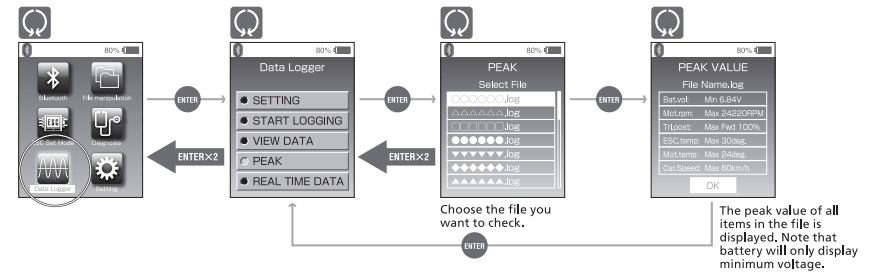 80%
Bluetooth
File manipulation
ESC Set Mode
Diagnosis
Data Logger
Setting
ENTER
80%
Data Logger
SETTING
START LOGGING
VIEW DATA
PEAK
REAL TIME DATA
ENTER×2
ENTER
80%
PEAK
Select File
○○○○○○.log
△△△△△△.log
□□□□□□.log
●●●●●●.log
▼▼▼▼▼▼.log
◆◆◆◆◆◆.log
▲▲▲▲▲▲.log
ENTER×2
Choose the file you
want to check.
ENTER
80%
PEAK VALUE
File Name.log
Bat.vol: Min 6.84V
Mot.rpm: Max 24220RPM
Tri.post: Max Fwd 100%
ESC.temp: Max 30deg.
Mot.temp: Max 24deg.
Car.Speed: Max 60km/h
OK
ENTER
The peak value of all
items in the file is
displayed. Note that
battery will only display
minimum voltage.